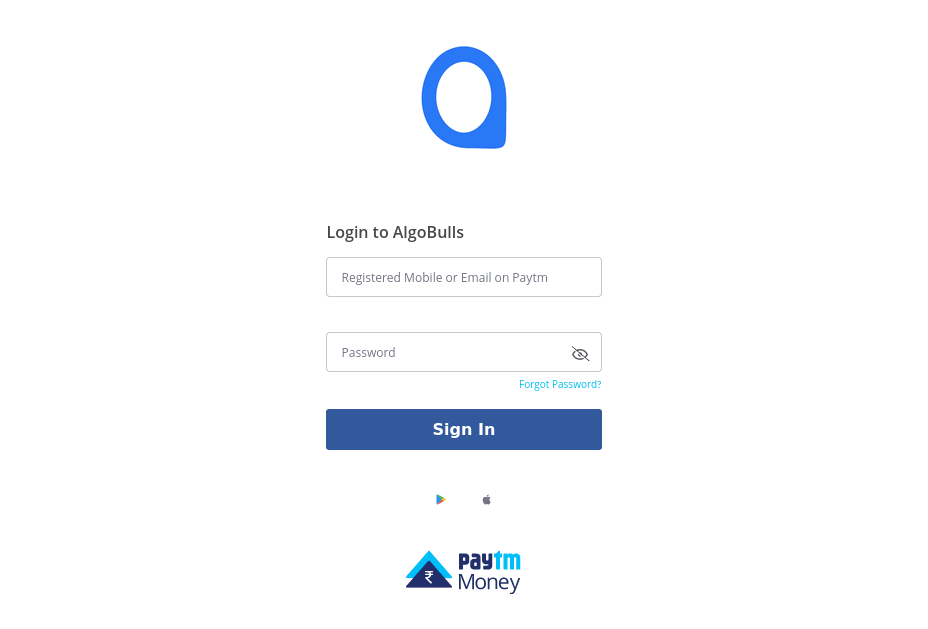 Login to AlgoBulls
Registered Mobile or Email on Paytm
Password
Forgot Password?
Sign In
₹
paytm
Money